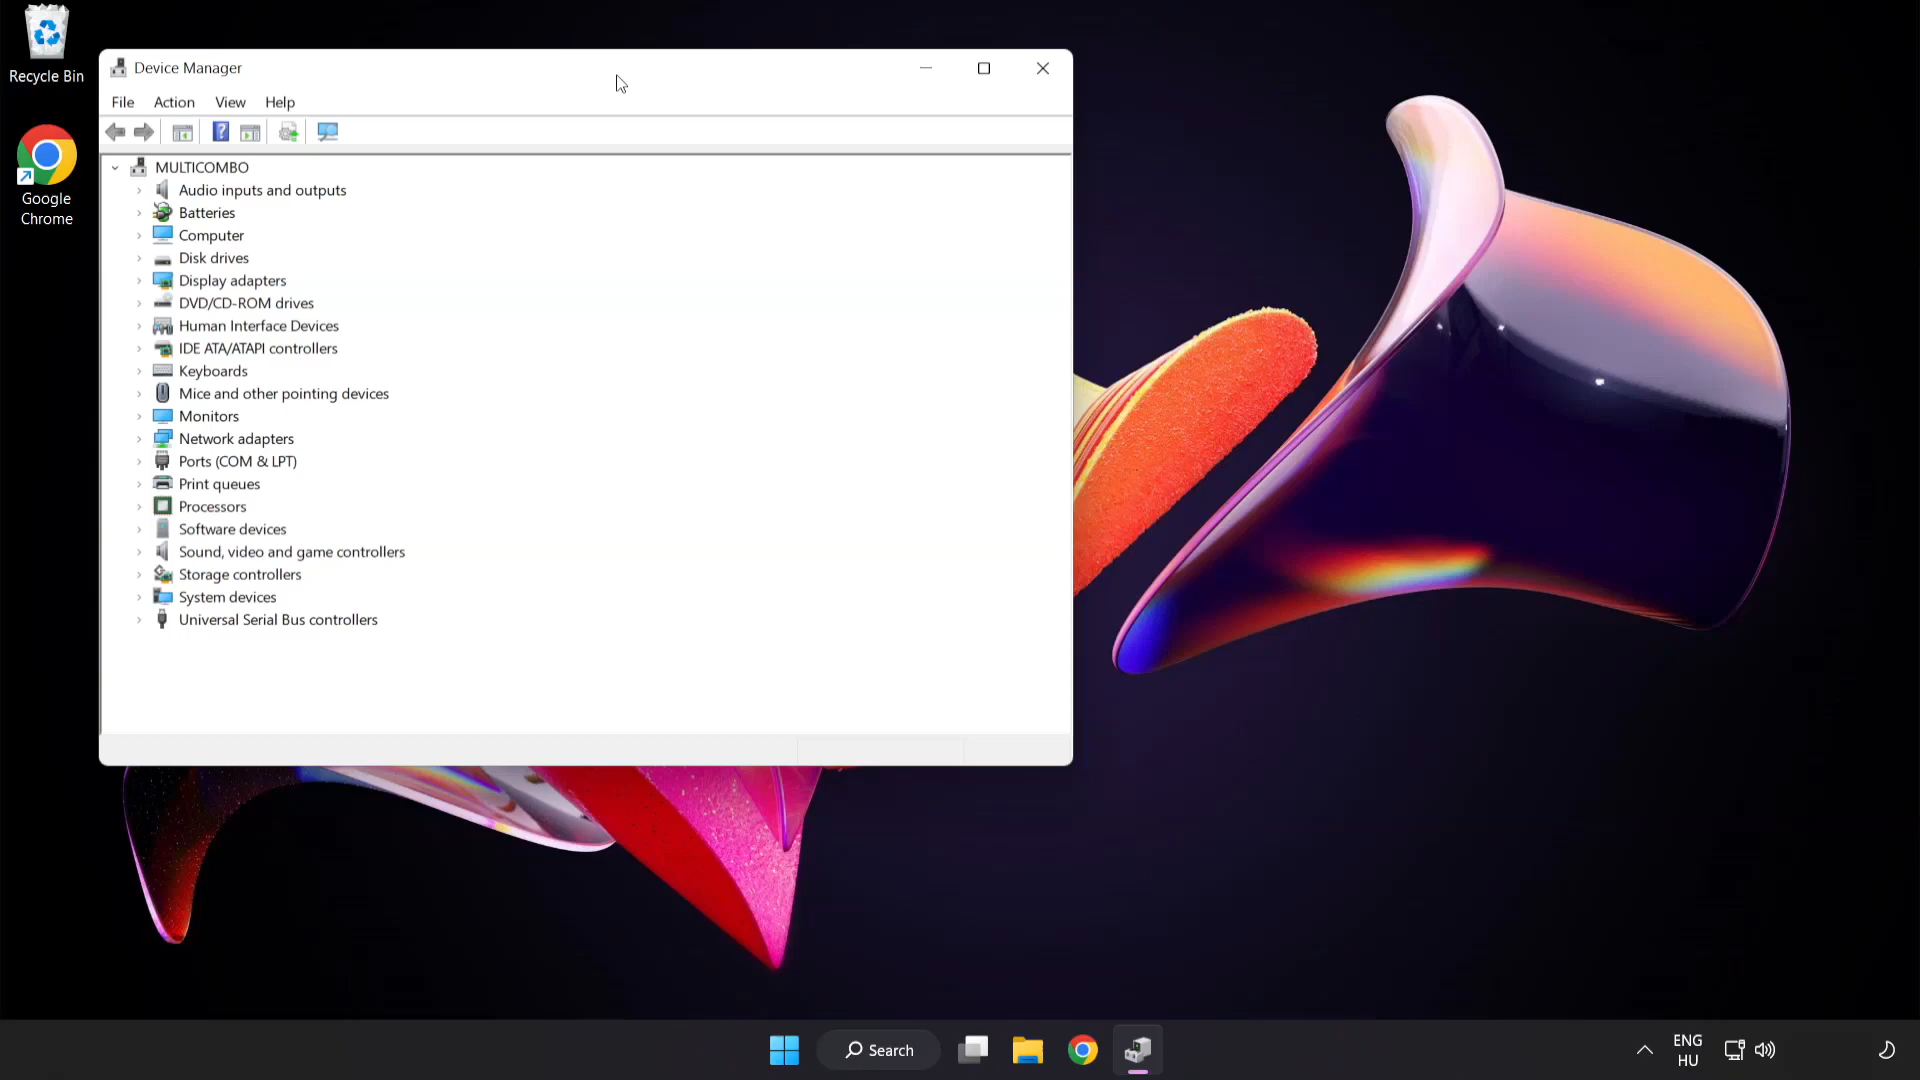 Recycle Bin
Google
Chrome
Device Manager
File Action View Help
MULTICOMBO
Audio inputs and outputs
Batteries
Computer
Disk drives
Display adapters
DVD/CD-ROM drives
Human Interface Devices
IDE ATA/ATAPI controllers
Keyboards
Mice and other pointing devices
Monitors
Network adapters
Ports (COM & LPT)
Print queues
Processors
Software devices
Sound, video and game controllers
Storage controllers
System devices
Universal Serial Bus controllers
Search
ENG
HU